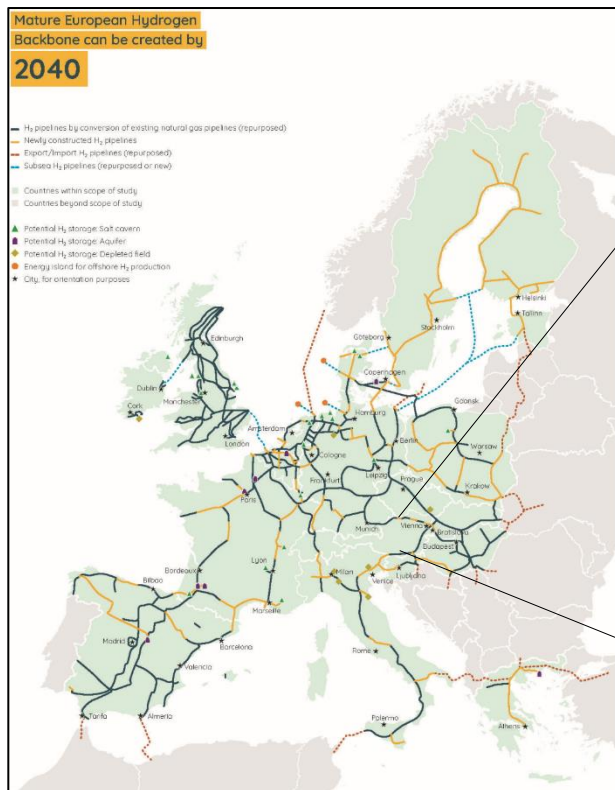 Mature European Hydrogen
Backbone can be created by
2040
H₂ pipelines by conversion of existing natural gas pipelines (repurposed)
Newly constructed H₂ pipelines
Export/Import H₂ pipelines (repurposed)
Subsea H₂ pipelines (repurposed or new)
Countries within scope of study
Countries beyond scope of study
Potential H₂ storage: Salt cavern
Potential H₂ storage: Aquifer
Potential H₂ storage: Depleted field
Energy island for offshore H₂ production
City, for orientation purposes
Helsinki
Tallinn
Stockholm
Göteborg
Edinburgh
Copenhagen
Dublin
Manchester
Gdansk
Hamburg
Cork
Amsterdam
Berlin
London
Warsaw
Cologne
Leipzig
Frankfurt
Prague
Krakow
Paris
Munich
Vienna
Bratislava
Budapest
Lyon
Milan
Ljubljana
Venice
Bordeaux
Bilbao
Marseille
Madrid
Barcelona
Rome
Valencia
Palermo
Tarifa
Almeria
Athens